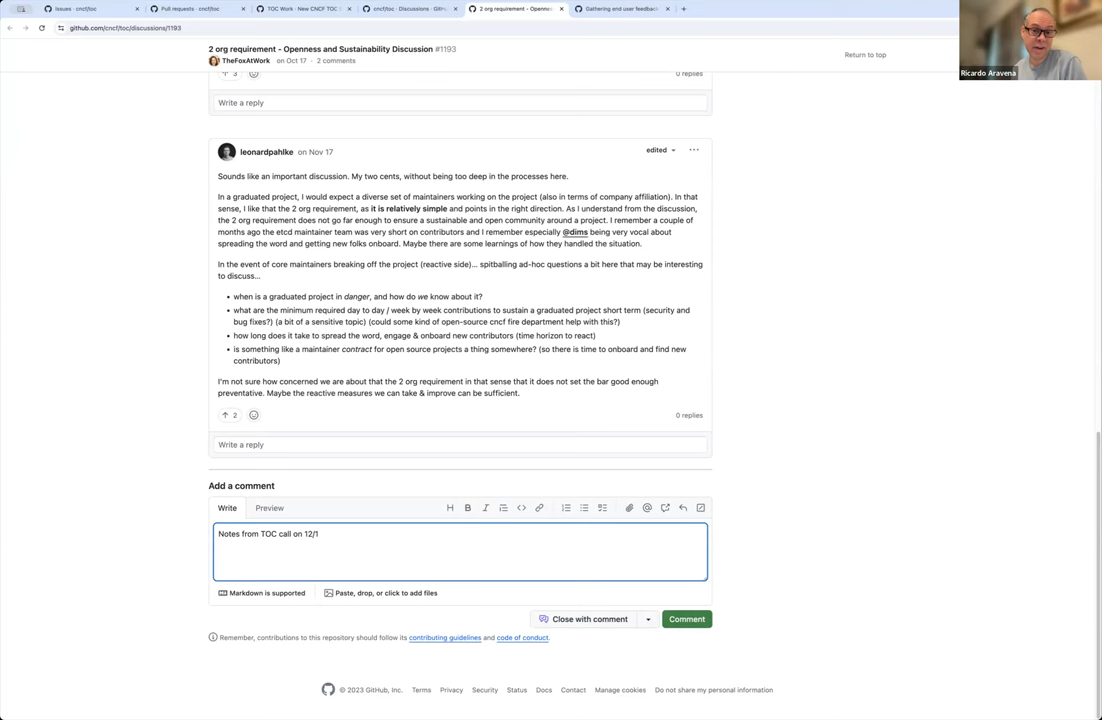 Issues · cncf/toc
Pull requests · cncf/toc
TOC Work · New CNCF TOC S
cncf/toc · Discussions · GitH
2 org requirement - Openness
Gathering end user feedback
github.com/cncf/toc/discussions/1193
2 org requirement - Openness and Sustainability Discussion #1193
TheFoxAtWork on Oct 17 · 2 comments
Return to top
Ricardo Aravena
3
0 replies
Write a reply
leonardpahlke on Nov 17
edited
Sounds like an important discussion. My two cents, without being too deep in the processes here.
In a graduated project, I would expect a diverse set of maintainers working on the project (also in terms of company affiliation). In that
sense, I like that the 2 org requirement, as it is relatively simple and points in the right direction. As I understand from the discussion,
the 2 org requirement does not go far enough to ensure a sustainable and open community around a project. I remember a couple of
months ago the etcd maintainer team was very short on contributors and I remember especially @dims being very vocal about
spreading the word and getting new folks onboard. Maybe there are some learnings of how they handled the situation.
In the event of core maintainers breaking off the project (reactive side)... spitballing ad-hoc questions a bit here that may be interesting
to discuss...
• when is a graduated project in danger, and how do we know about it?
• what are the minimum required day to day / week by week contributions to sustain a graduated project short term (security and
bug fixes?) (a bit of a sensitive topic) (could some kind of open-source cncf fire department help with this?)
• how long does it take to spread the word, engage & onboard new contributors (time horizon to react)
• is something like a maintainer contract for open source projects a thing somewhere? (so there is time to onboard and find new
contributors)
I'm not sure how concerned we are about that the 2 org requirement in that sense that it does not set the bar good enough
preventative. Maybe the reactive measures we can take & improve can be sufficient.
2
0 replies
Write a reply
Add a comment
Write
Preview
Notes from TOC call on 12/1
Markdown is supported
Paste, drop, or click to add files
Close with comment
Comment
Remember, contributions to this repository should follow its contributing guidelines and code of conduct.
© 2023 GitHub, Inc. Terms Privacy Security Status Docs Contact Manage cookies Do not share my personal information